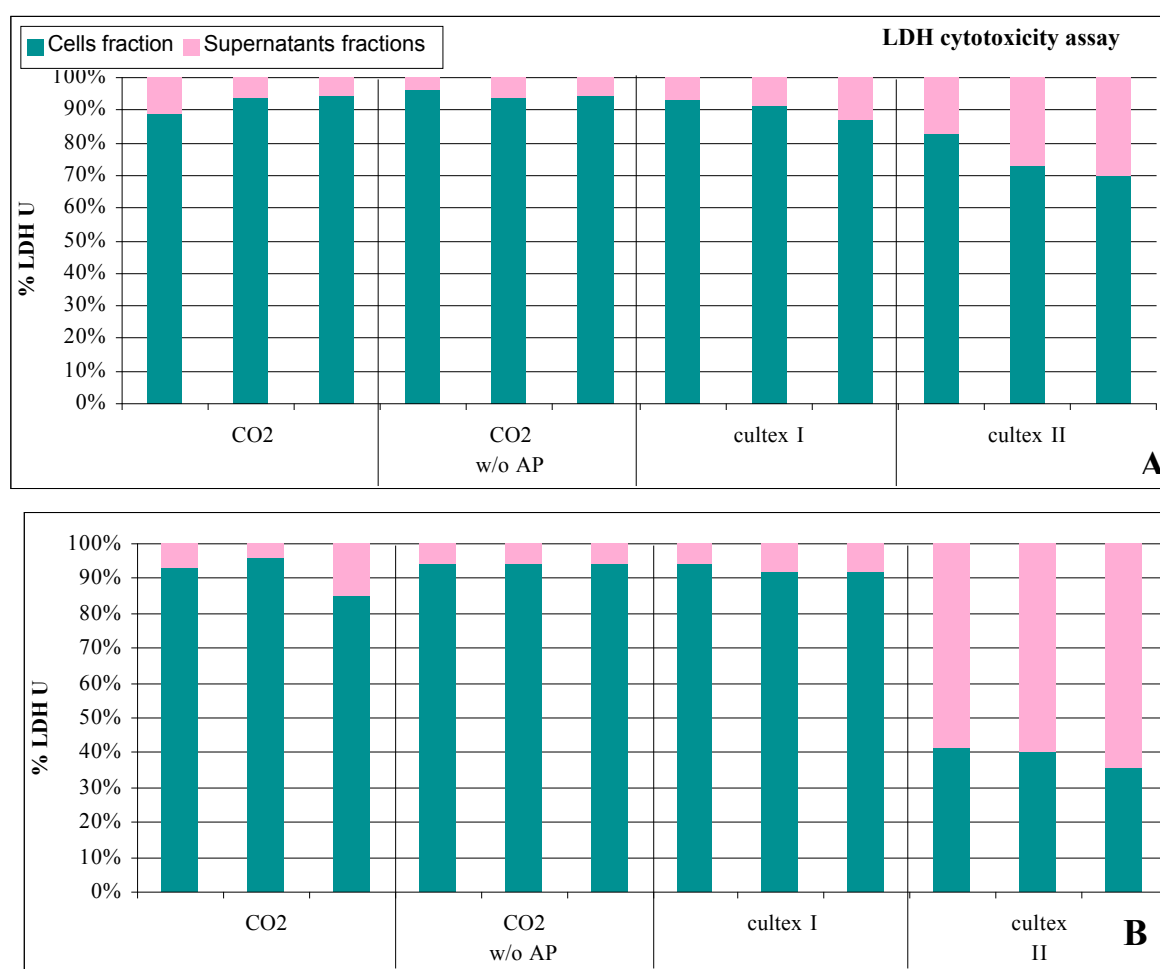 Cells fraction Supernatants fractions
LDH cytotoxicity assay
% LDH U
100%
90%
80%
70%
60%
50%
40%
30%
20%
10%
0%
CO2
CO2
w/o AP
cultex I
cultex II
A
% LDH U
100%
90%
80%
70%
60%
50%
40%
30%
20%
10%
0%
CO2
CO2
w/o AP
cultex I
cultex
II
B